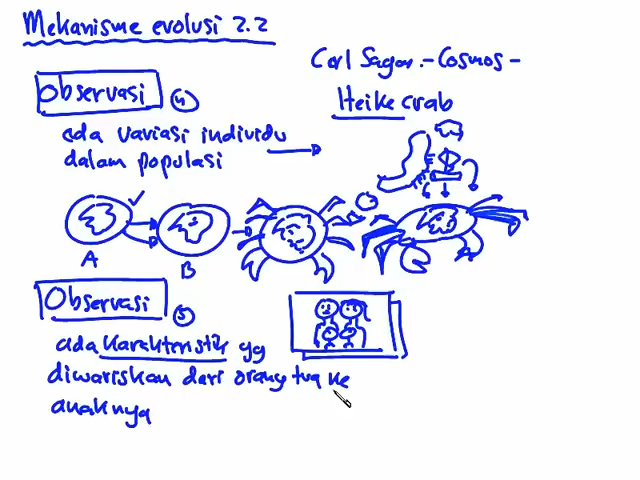 Mekanisme evolusi 2.2
Carl Sagan - Cosmos -
Heike crab
Observasi 4
ada variasi individu
dalam populasi
A
B
Observasi 5
ada karakteristik yg
diwariskan dari orang tua ke
anaknya